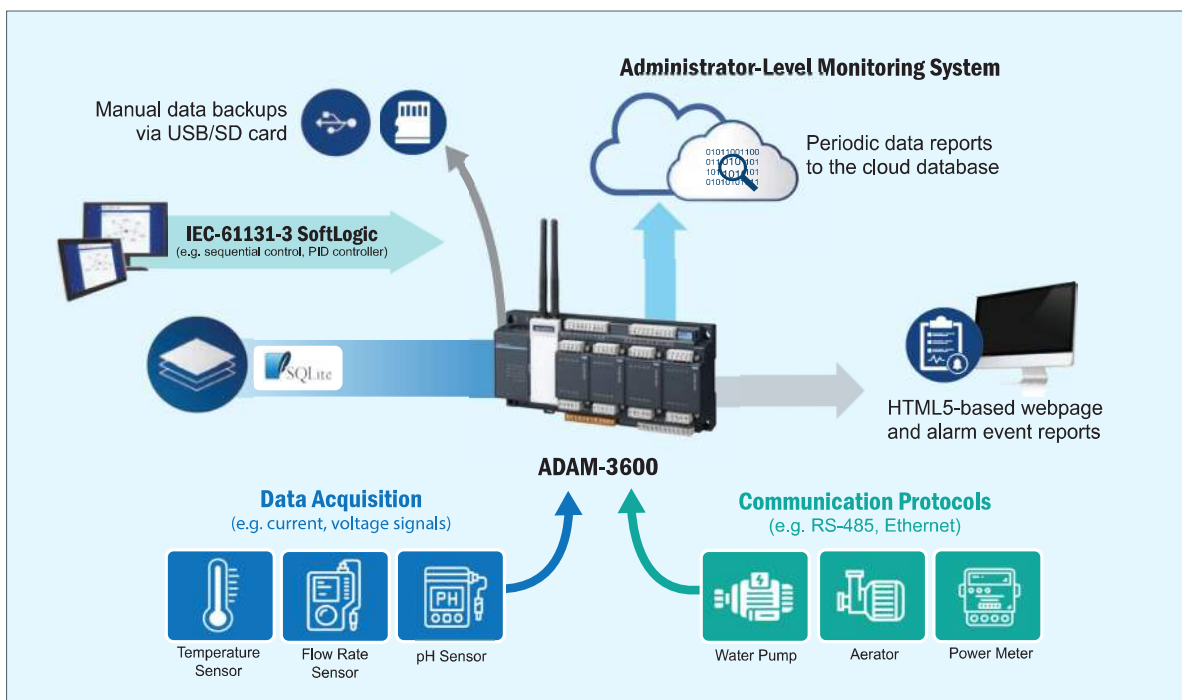 Administrator-Level Monitoring System
Manual data backups
via USB/SD card
Periodic data reports
to the cloud database
IEC-61131-3 SoftLogic
(e.g. sequential control, PID controller)
SQLite
HTML5-based webpage
and alarm event reports
ADAM-3600
Data Acquisition
(e.g. current, voltage signals)
Communication Protocols
(e.g. RS-485, Ethernet)
PH
Temperature
Sensor
Flow Rate
Sensor
pH Sensor
Water Pump
Aerator
Power Meter